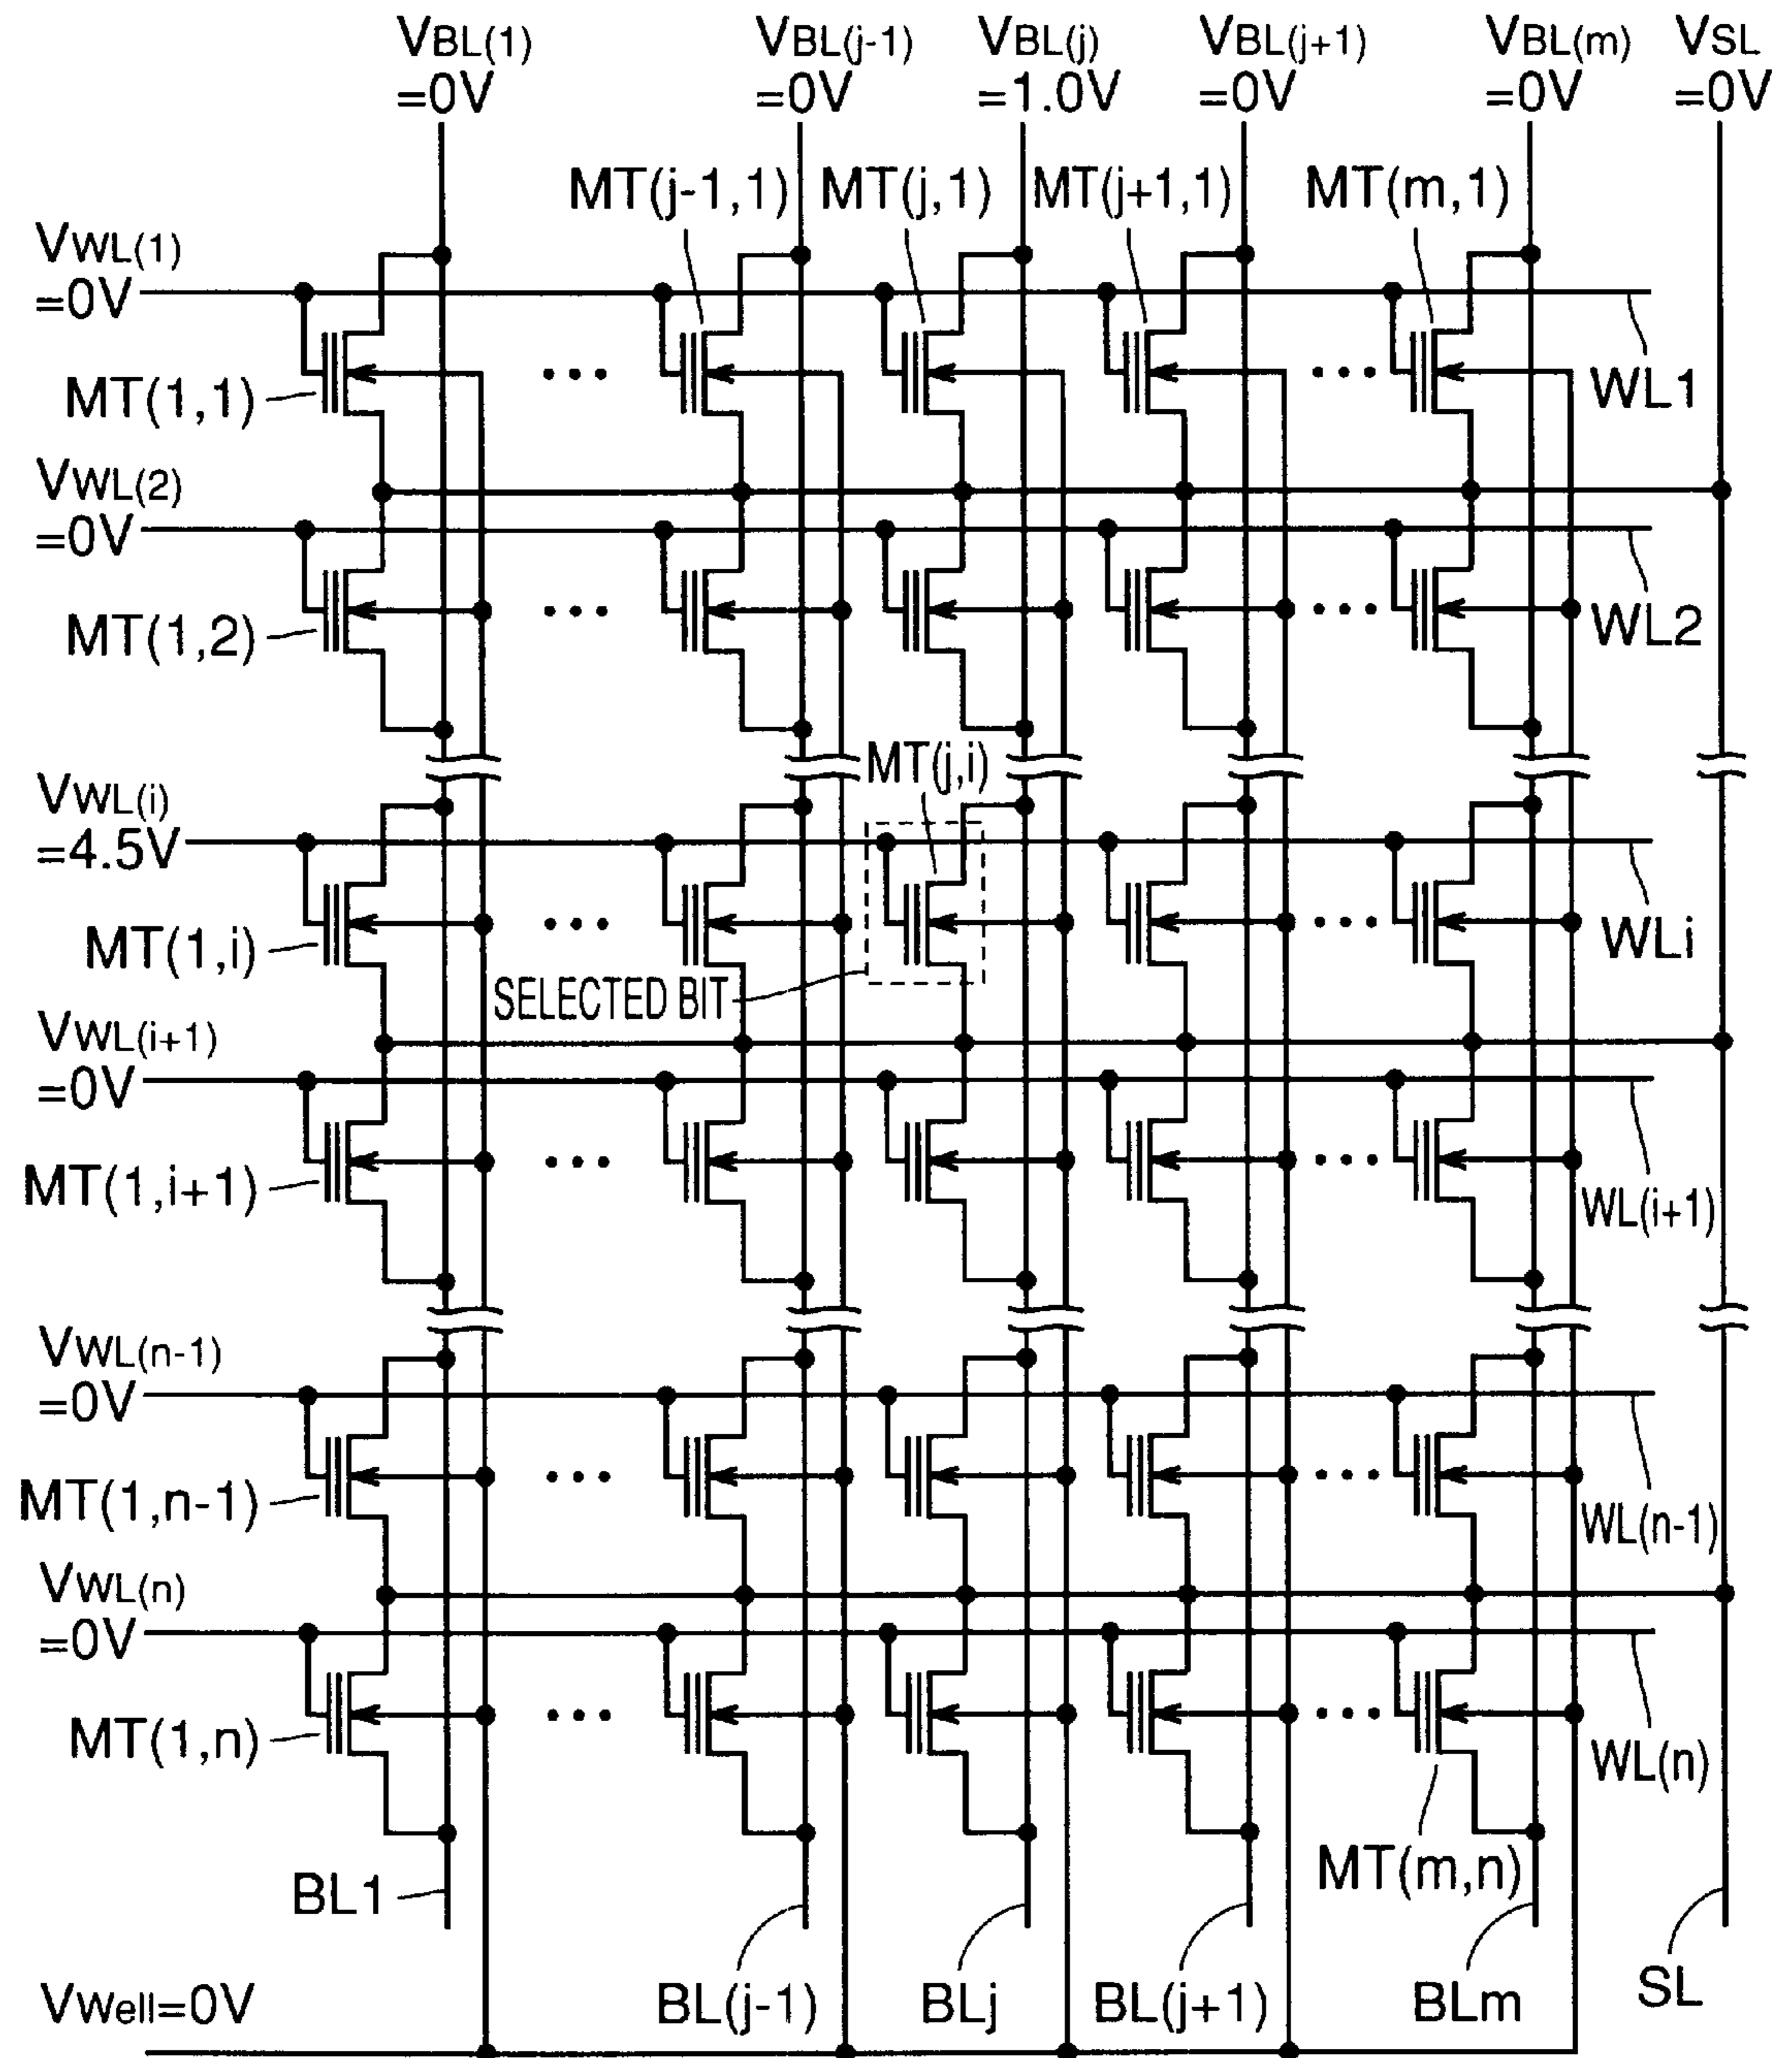 VBL(1) VBL(j-1) VBL(j) VBL(j+1) VBL(m) VSL
=0V =0V =1.0V =0V =0V =0V
MT(j-1,1) MT(j,1) MT(j+1,1) MT(m,1)
VWL(1)
=0V
MT(1,1) ••• ••• WL1
VWL(2)
=0V
MT(1,2) ••• ••• WL2
MT(j,i)
VWL(i)
=4.5V
MT(1,i) ••• ••• WLi
SELECTED BIT
VWL(i+1)
=0V
MT(1,i+1) ••• ••• WL(i+1)
VWL(n-1)
=0V
MT(1,n-1) ••• ••• WL(n-1)
VWL(n)
=0V
MT(1,n) ••• ••• WL(n)
MT(m,n)
BL1
BL(j-1) BLj BL(j+1) BLm SL
VWell=0V